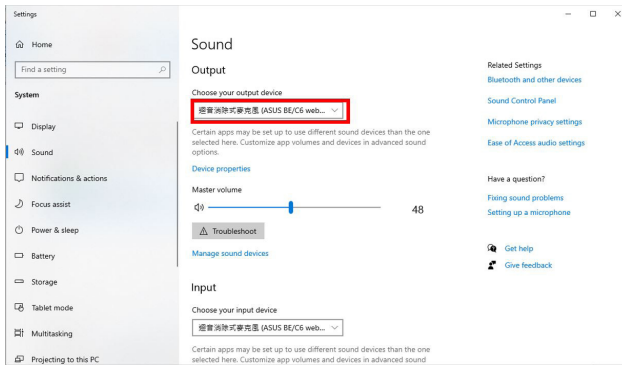 Settings
Home
Find a setting
System
Display
Sound
Notifications & actions
Focus assist
Power & sleep
Battery
Storage
Tablet mode
Multitasking
Projecting to this PC
Sound
Output
Choose your output device
迴音消除式麥克風 (ASUS BE/C6 web...
Certain apps may be set up to use different sound devices than the one
selected here. Customize app volumes and devices in advanced sound
options.
Device properties
Master volume
48
Troubleshoot
Manage sound devices
Input
Choose your input device
迴音消除式麥克風 (ASUS BE/C6 web...
Certain apps may be set up to use different sound devices than the one
selected here. Customize app volumes and devices in advanced sound
Related Settings
Bluetooth and other devices
Sound Control Panel
Microphone privacy settings
Ease of Access audio settings
Have a question?
Fixing sound problems
Setting up a microphone
Get help
Give feedback